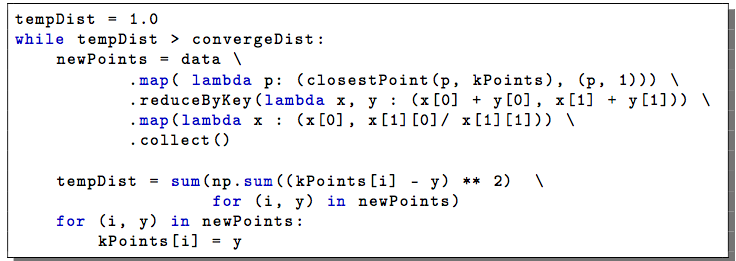 tempDist = 1.0
while tempDist > convergeDist:
    newPoints = data \
           .map( lambda p: (closestPoint(p, kPoints), (p, 1))) \
           .reduceByKey(lambda x, y : (x[0] + y[0], x[1] + y[1])) \
           .map(lambda x : (x[0], x[1][0]/ x[1][1])) \
           .collect()

    tempDist = sum(np.sum((kPoints[i] - y) ** 2)  \
                   for (i, y) in newPoints)
    for (i, y) in newPoints:
        kPoints[i] = y